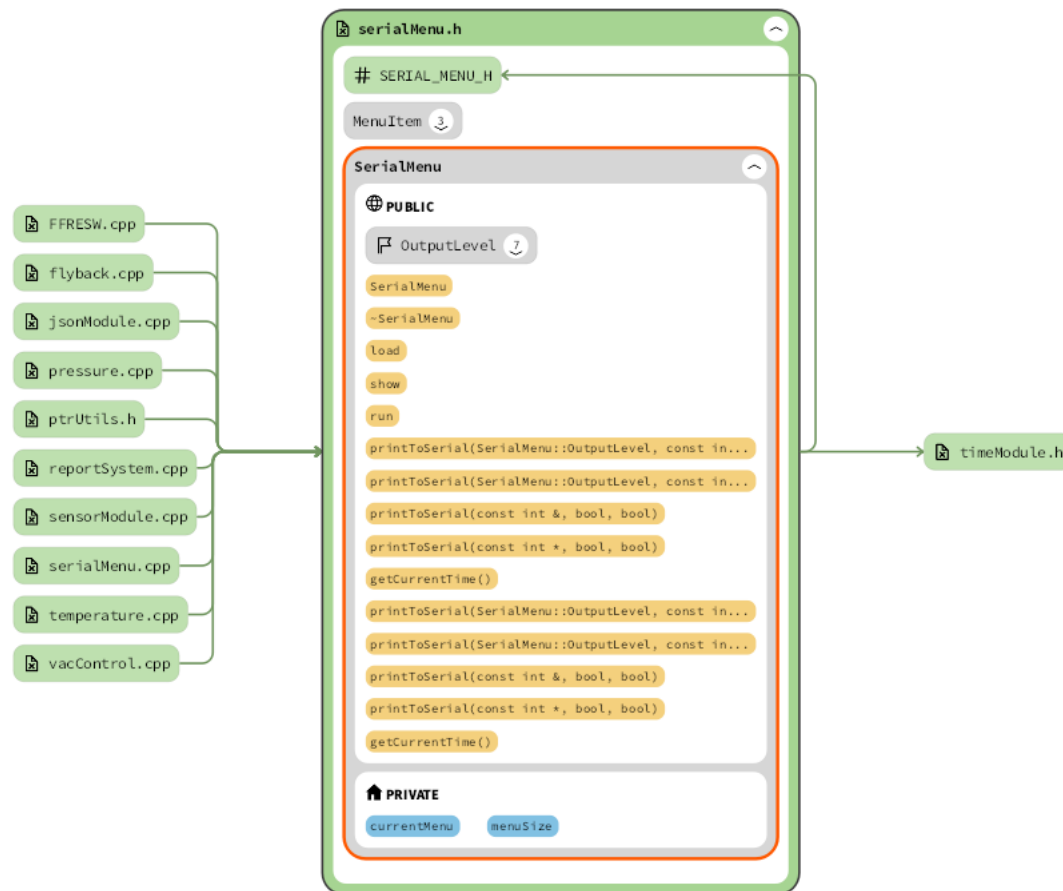 serialMenu.h
# SERIAL_MENU_H
MenuItem 3
SerialMenu
PUBLIC
OutputLevel 7
SerialMenu
~SerialMenu
load
show
run
printToSerial(SerialMenu::OutputLevel, const in...
printToSerial(SerialMenu::OutputLevel, const in...
printToSerial(const int &, bool, bool)
printToSerial(const int *, bool, bool)
getCurrentTime()
printToSerial(SerialMenu::OutputLevel, const in...
printToSerial(SerialMenu::OutputLevel, const in...
printToSerial(const int &, bool, bool)
printToSerial(const int *, bool, bool)
getCurrentTime()
PRIVATE
currentMenu menuSize
FFRESW.cpp
flyback.cpp
jsonModule.cpp
pressure.cpp
ptrUtils.h
reportSystem.cpp
sensorModule.cpp
serialMenu.cpp
temperature.cpp
vacControl.cpp
timeModule.h